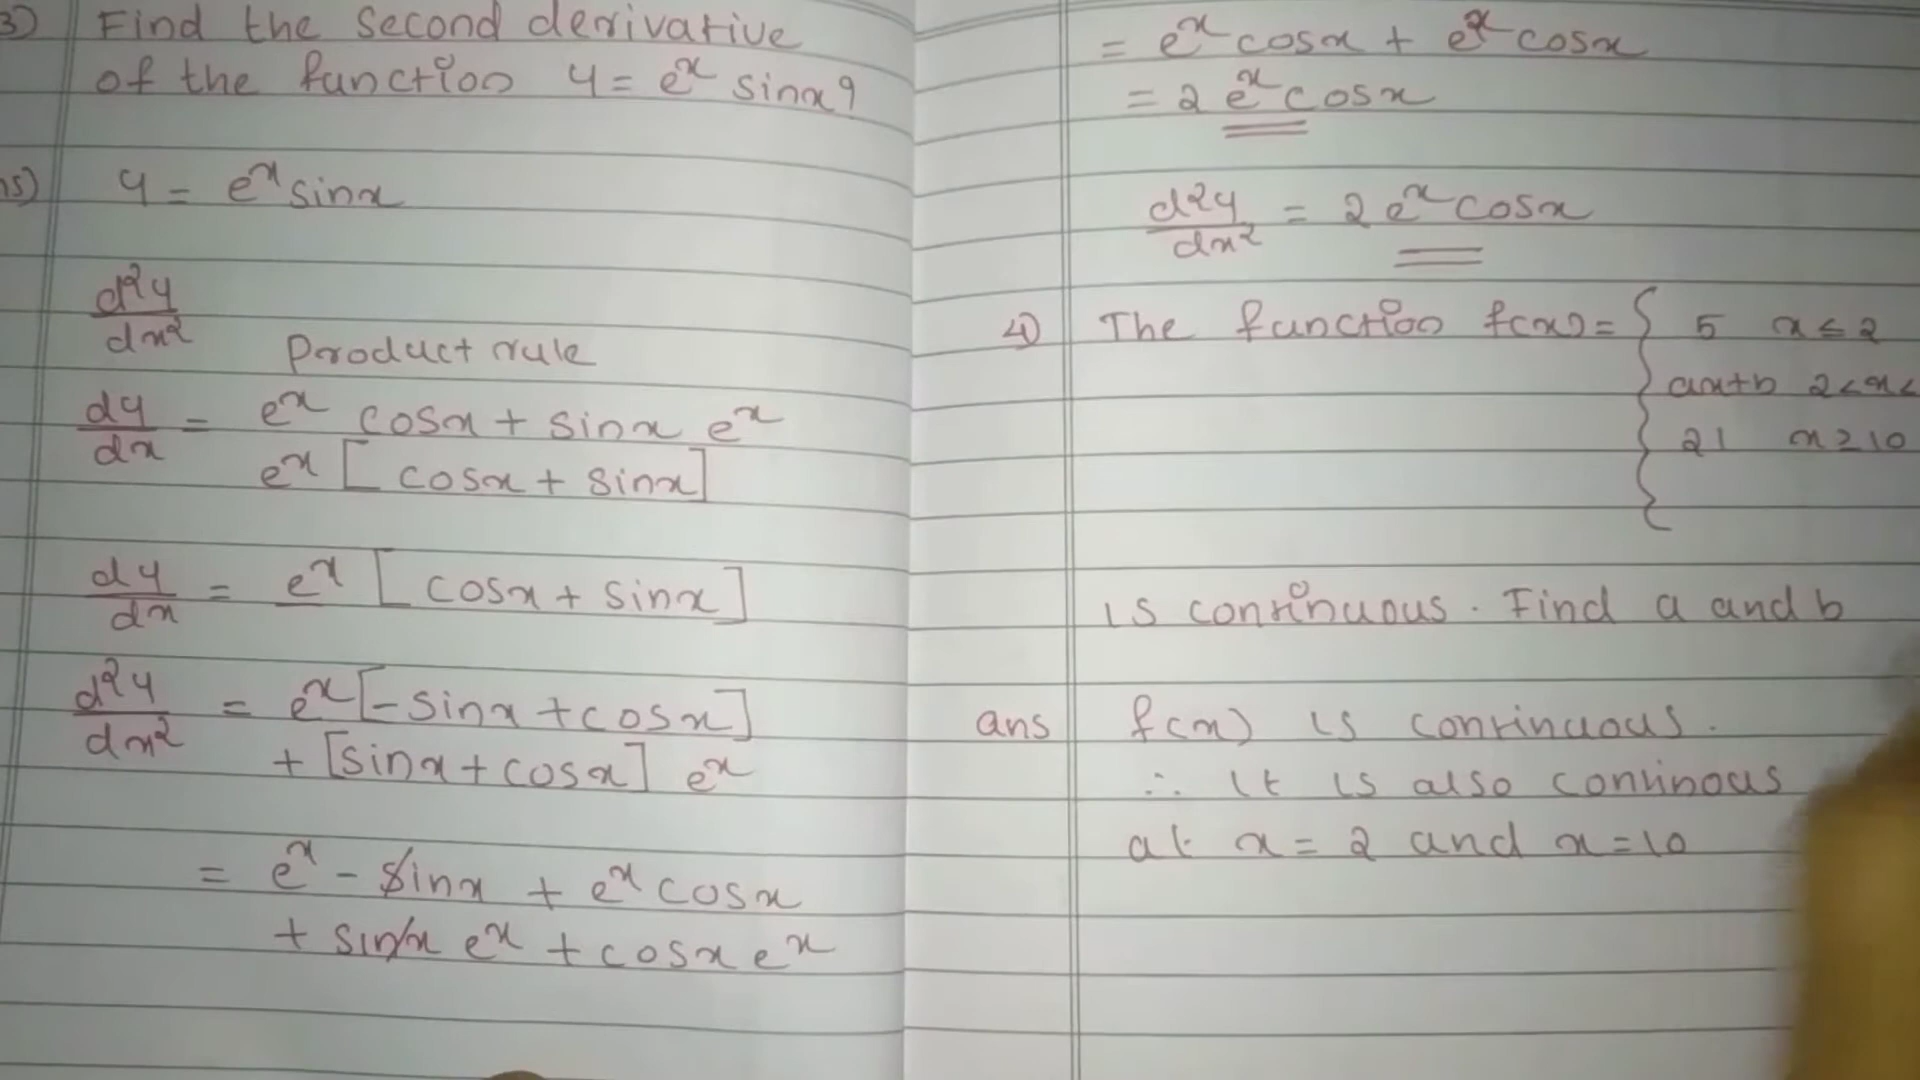 3) Find the second derivative
of the function y = e^x sinx?
ns) y = e^x sinx
d²y/dx²
Product rule
dy/dx = e^x cosx + sinx e^x
e^x [cosx + sinx]
dy/dx = e^x [cosx + sinx]
d²y/dx² = e^x [-sinx + cosx]
+ [sinx + cosx] e^x
= e^x - sinx + e^x cosx
+ sinx e^x + cosx e^x
= e^x cosx + e^x cosx
= 2 e^x cosx
d²y/dx² = 2 e^x cosx
4) The function f(x) = { 5 x ≤ 2
ax+b 2<x<
21 x ≥ 10
is continuous. Find a and b
ans f(x) is continuous.
∴ it is also continous
at x = 2 and x = 10